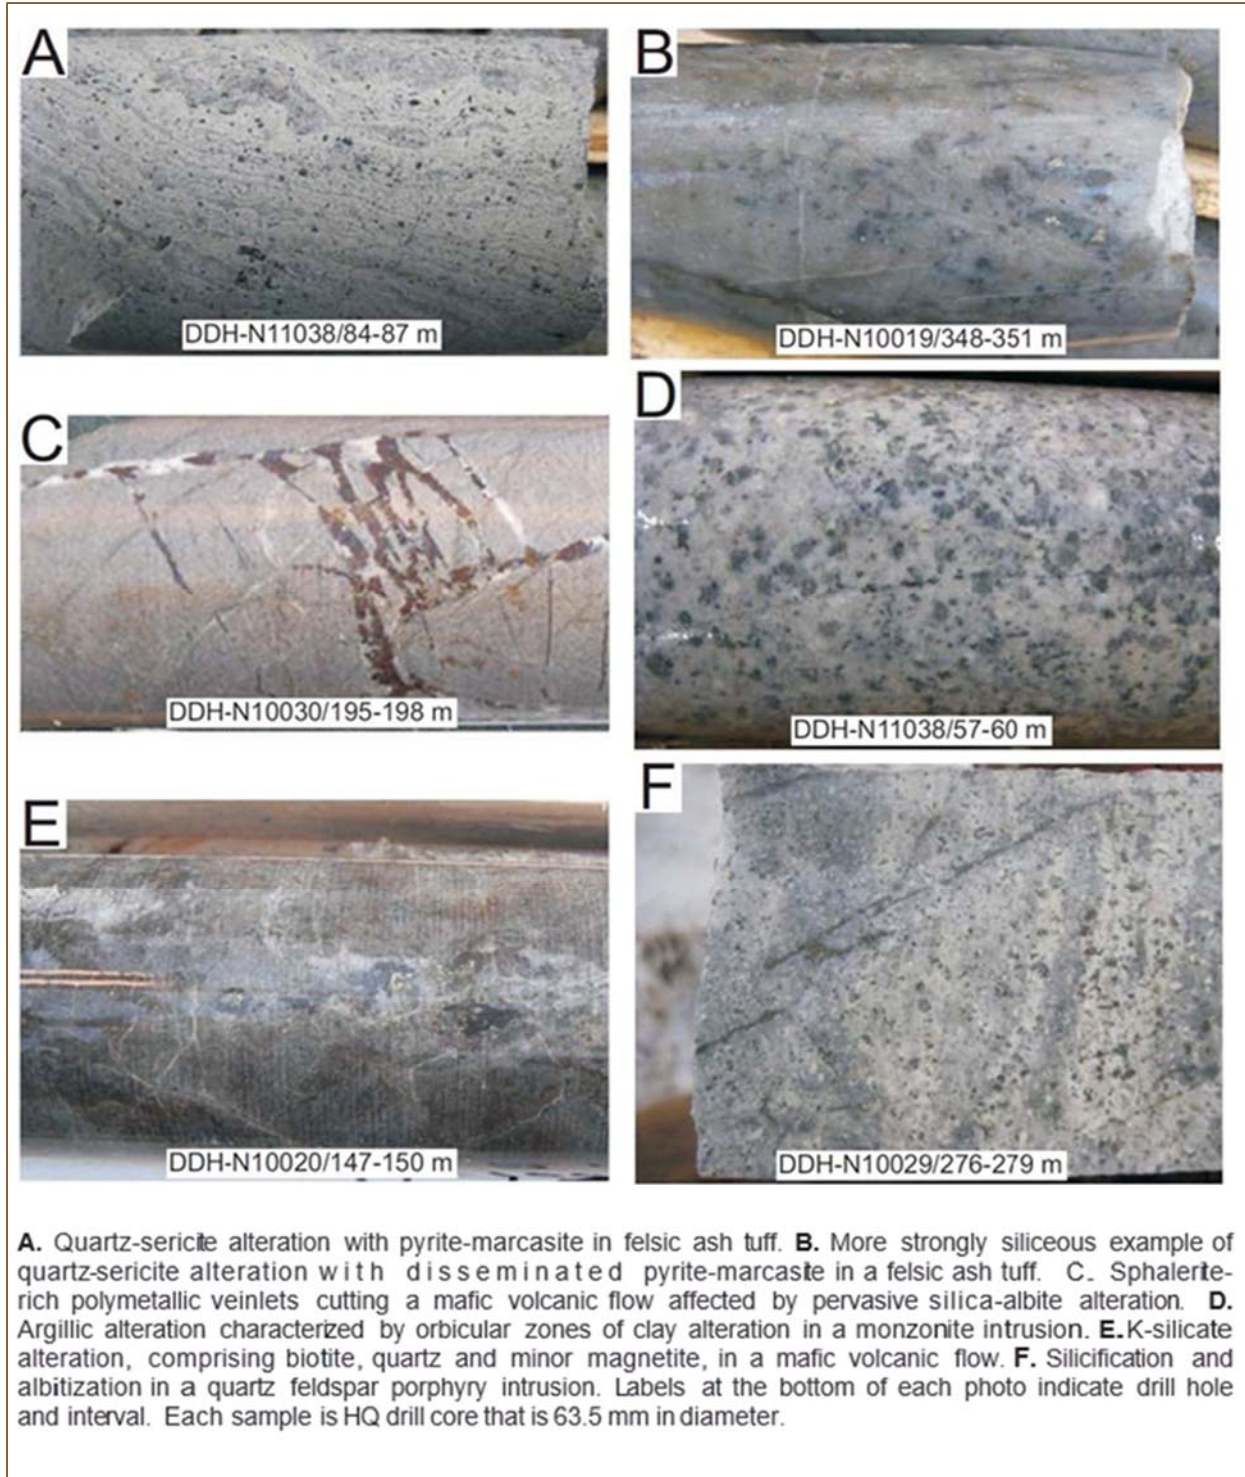 A
B
DDH-N11038/84-87 m
DDH-N10019/348-351 m
C
D
DDH-N10030/195-198 m
DDH-N11038/57-60 m
E
F
DDH-N10020/147-150 m
DDH-N10029/276-279 m
A. Quartz-sericite alteration with pyrite-marcasite in felsic ash tuff. B. More strongly siliceous example of
quartz-sericite alteration with disseminated pyrite-marcasite in a felsic ash tuff. C. Sphalerite-
rich polymetallic veinlets cutting a mafic volcanic flow affected by pervasive silica-albite alteration. D.
Argillic alteration characterized by orbicular zones of clay alteration in a monzonite intrusion. E.K-silicate
alteration, comprising biotite, quartz and minor magnetite, in a mafic volcanic flow. F. Silicification and
albitization in a quartz feldspar porphyry intrusion. Labels at the bottom of each photo indicate drill hole
and interval. Each sample is HQ drill core that is 63.5 mm in diameter.